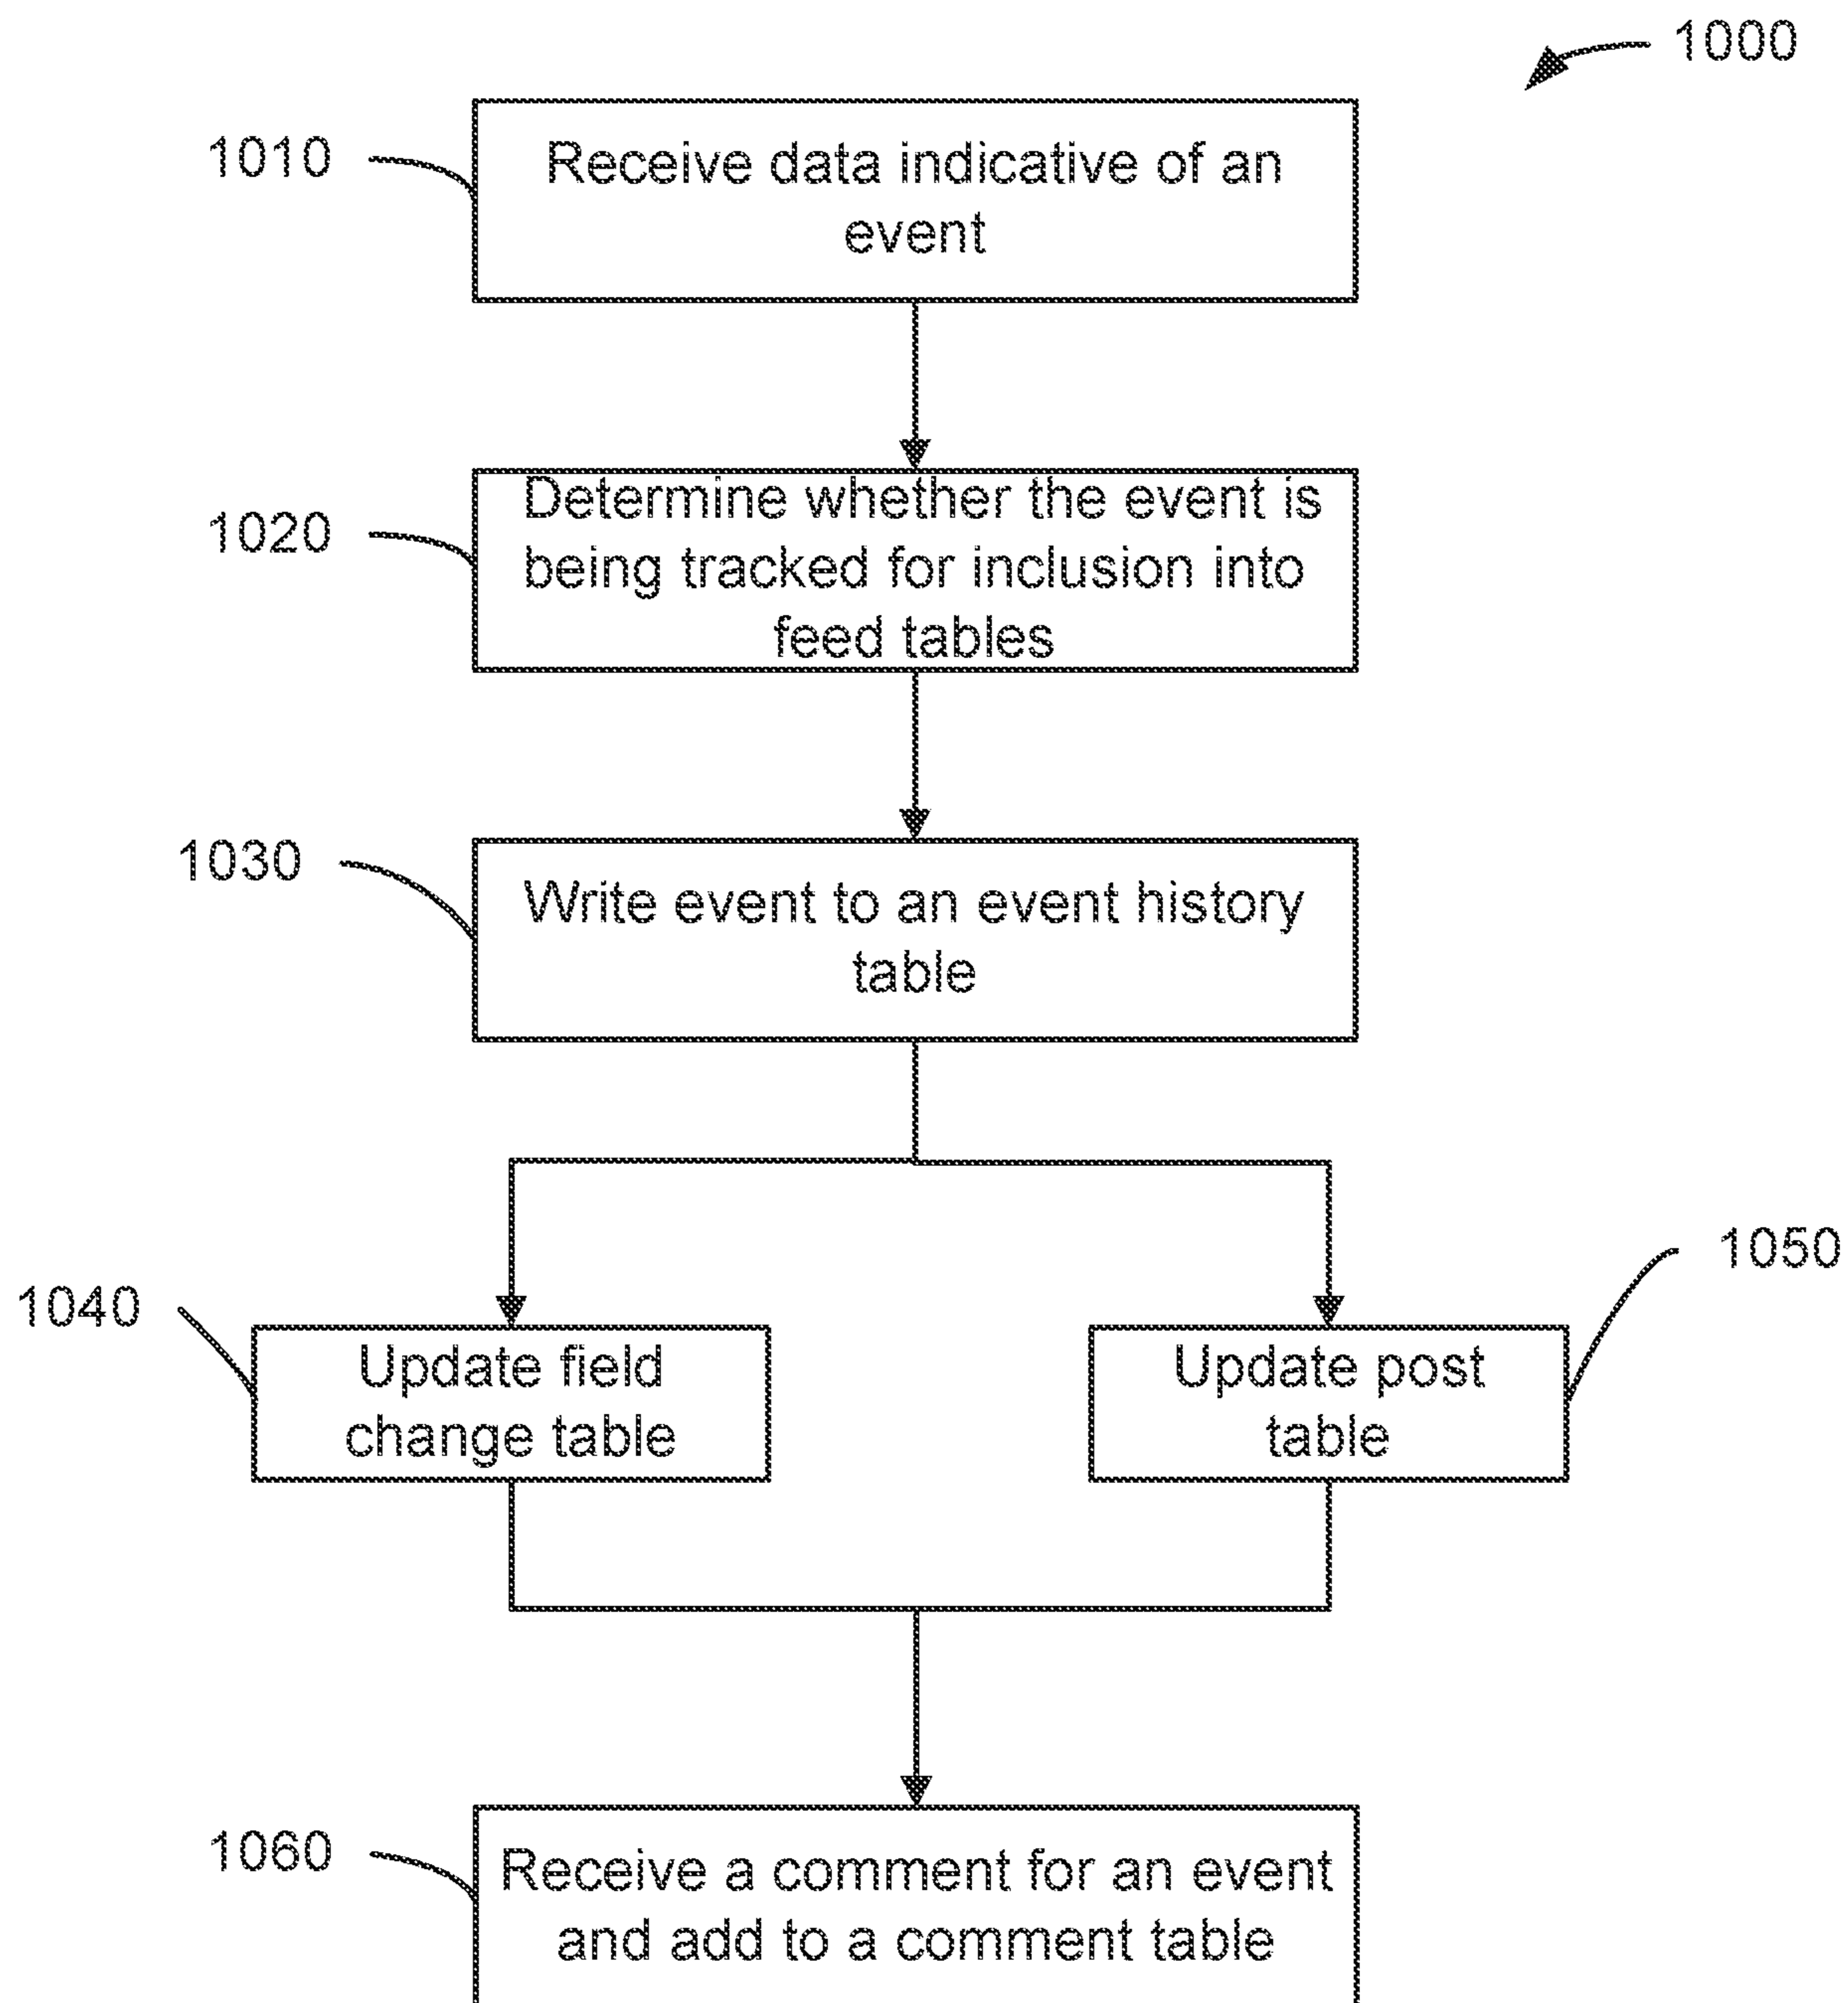 1000
1010
Receive data indicative of an
event
1020
Determine whether the event is
being tracked for inclusion into
feed tables
1030
Write event to an event history
table
1040
Update field
change table
1050
Update post
table
1060
Receive a comment for an event
and add to a comment table